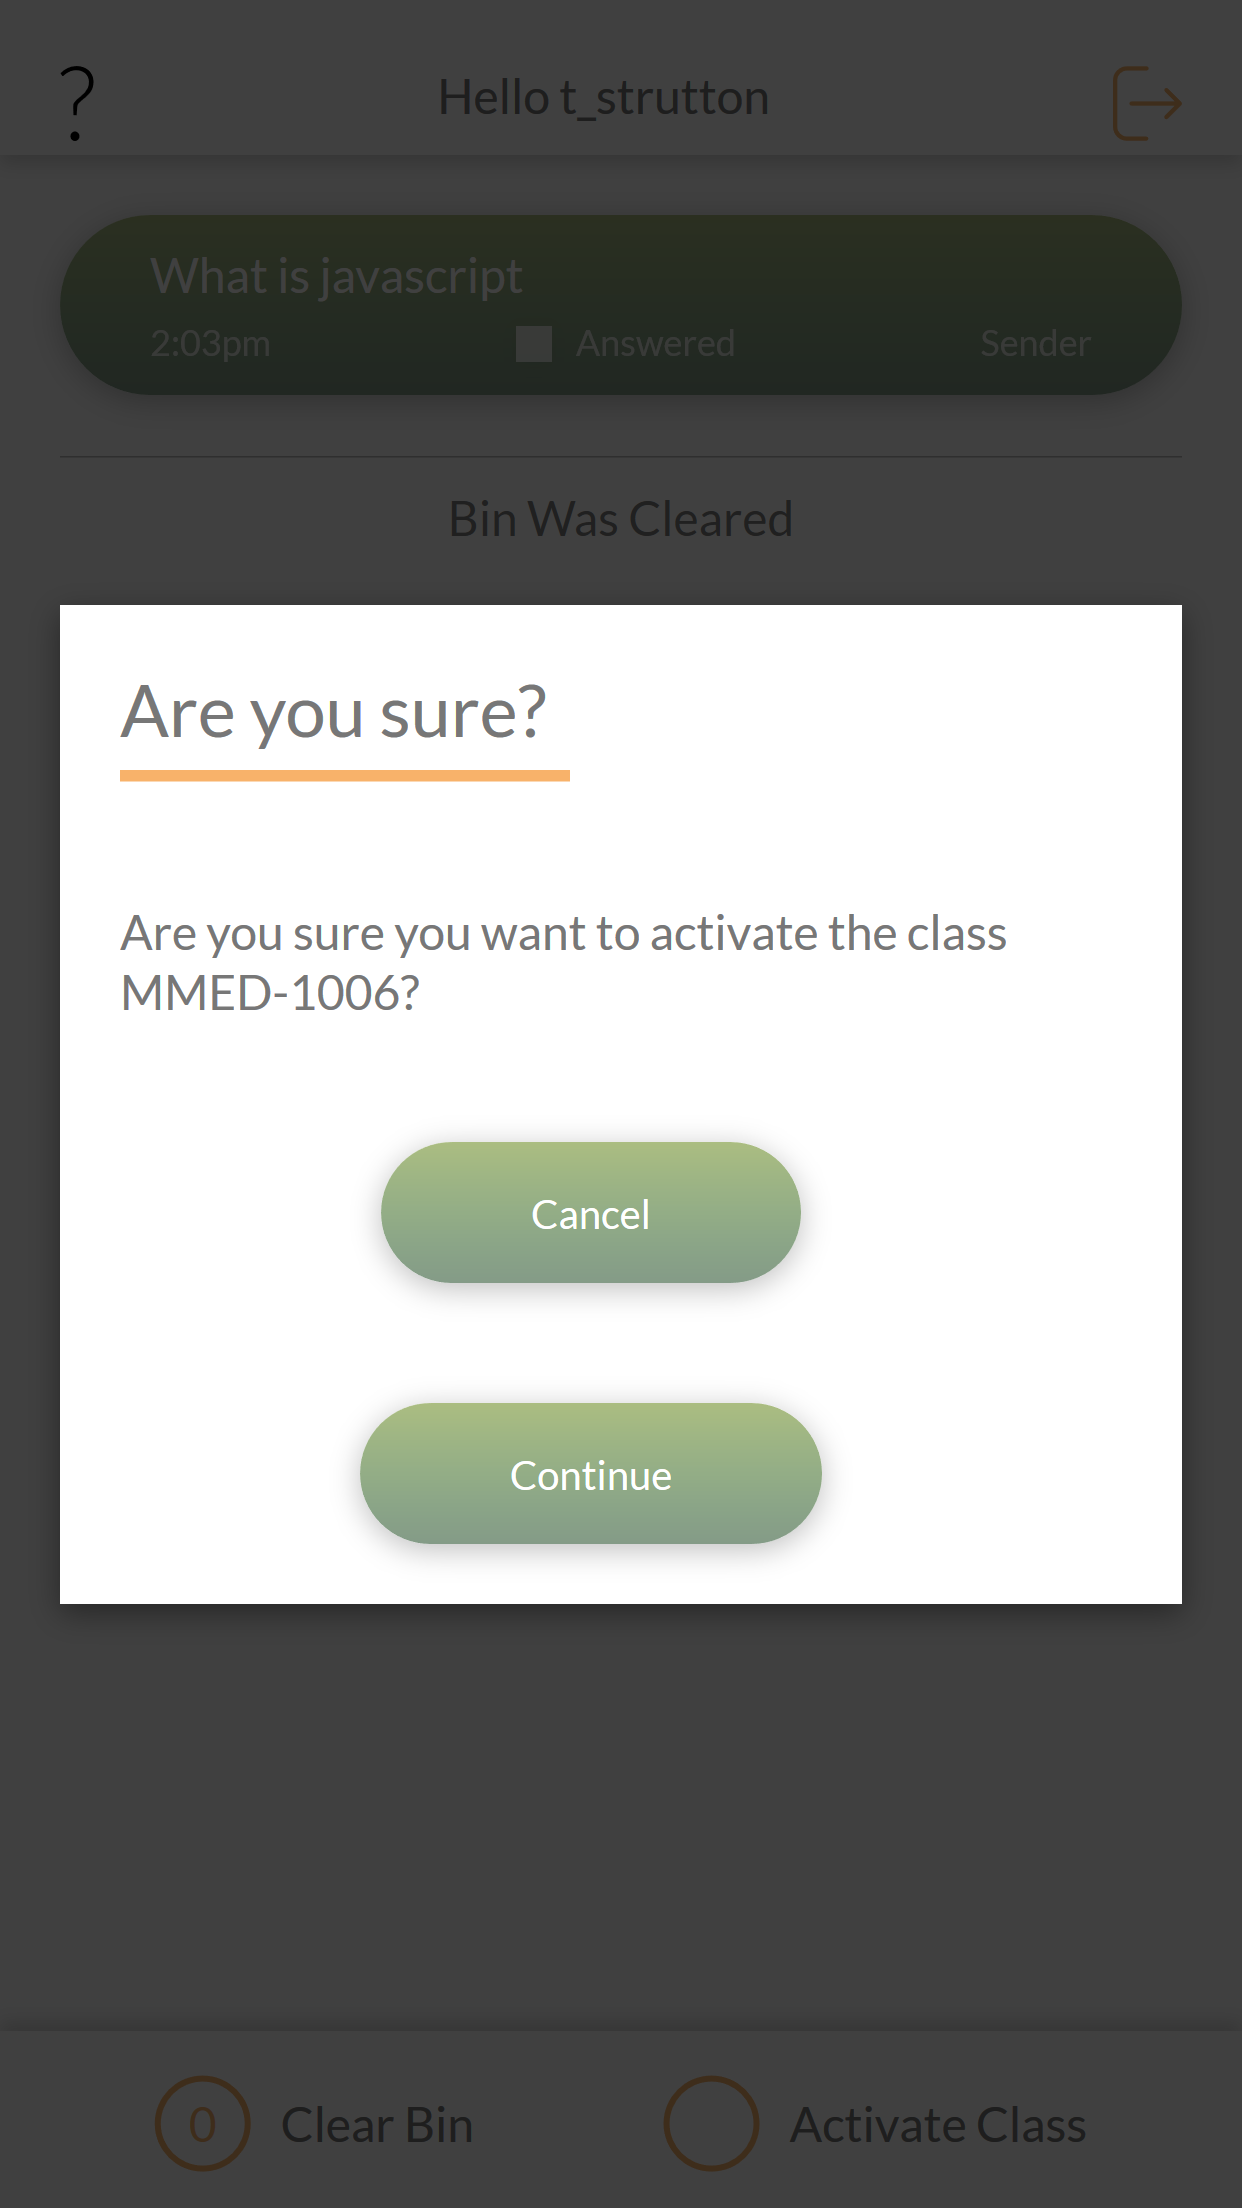 ?
Hello t_strutton
What is javascript
2:03pm Answered Sender
Bin Was Cleared
Are you sure?
Are you sure you want to activate the class
MMED-1006?
Cancel
Continue
0 Clear Bin Activate Class